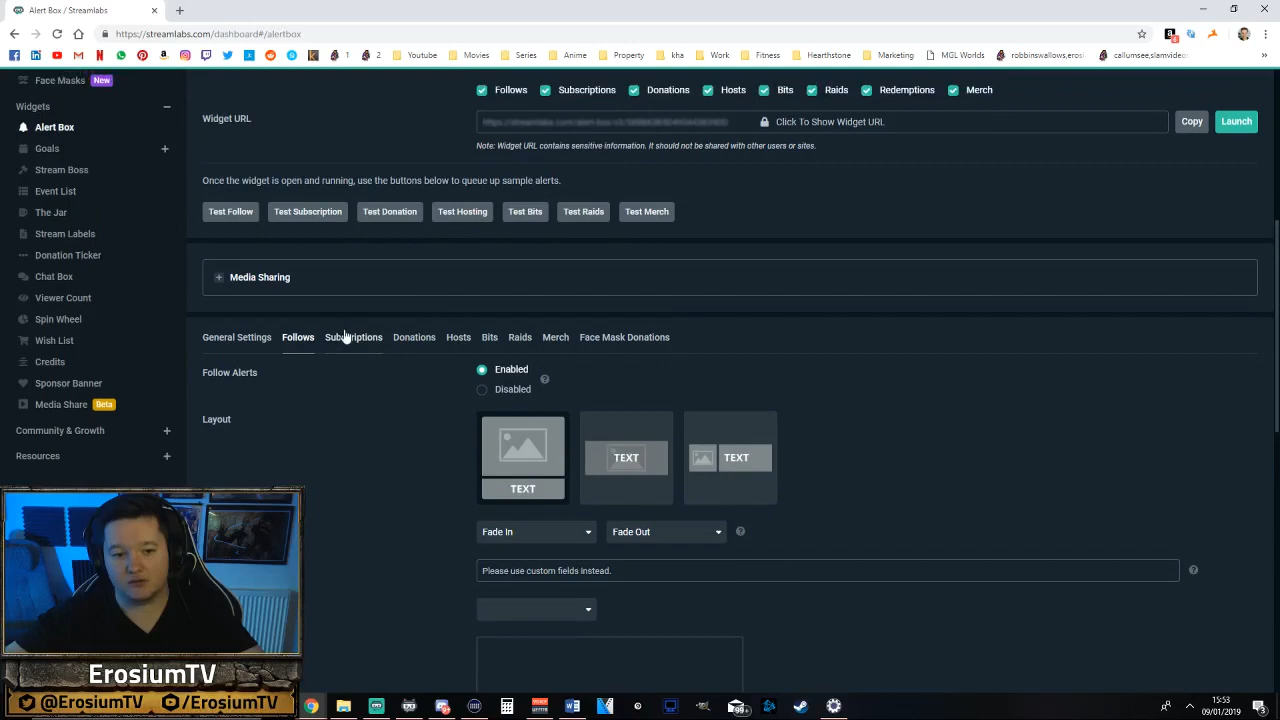 Alert Box / Streamlabs
https://streamlabs.com/dashboard#/alertbox
1 2 Youtube Movies Series Anime Property kha Work Fitness Hearthstone Marketing MGL Worlds robbinswallows,eros callumsee,slamvideo
Face Masks New
Widgets
Alert Box
Goals
Stream Boss
Event List
The Jar
Stream Labels
Donation Ticker
Chat Box
Viewer Count
Spin Wheel
Wish List
Credits
Sponsor Banner
Media Share Beta
Community & Growth
Resources
Follows Subscriptions Donations Hosts Bits Raids Redemptions Merch
Widget URL
Click To Show Widget URL
Copy Launch
Note: Widget URL contains sensitive information. It should not be shared with other users or sites.
Once the widget is open and running, use the buttons below to queue up sample alerts.
Test Follow Test Subscription Test Donation Test Hosting Test Bits Test Raids Test Merch
+ Media Sharing
General Settings Follows Subscriptions Donations Hosts Bits Raids Merch Face Mask Donations
Follow Alerts
Enabled
Disabled
Layout
TEXT
TEXT
TEXT
Fade In Fade Out
Please use custom fields instead.
ErosiumTV
@ErosiumTV /ErosiumTV
15:53
09/01/2019